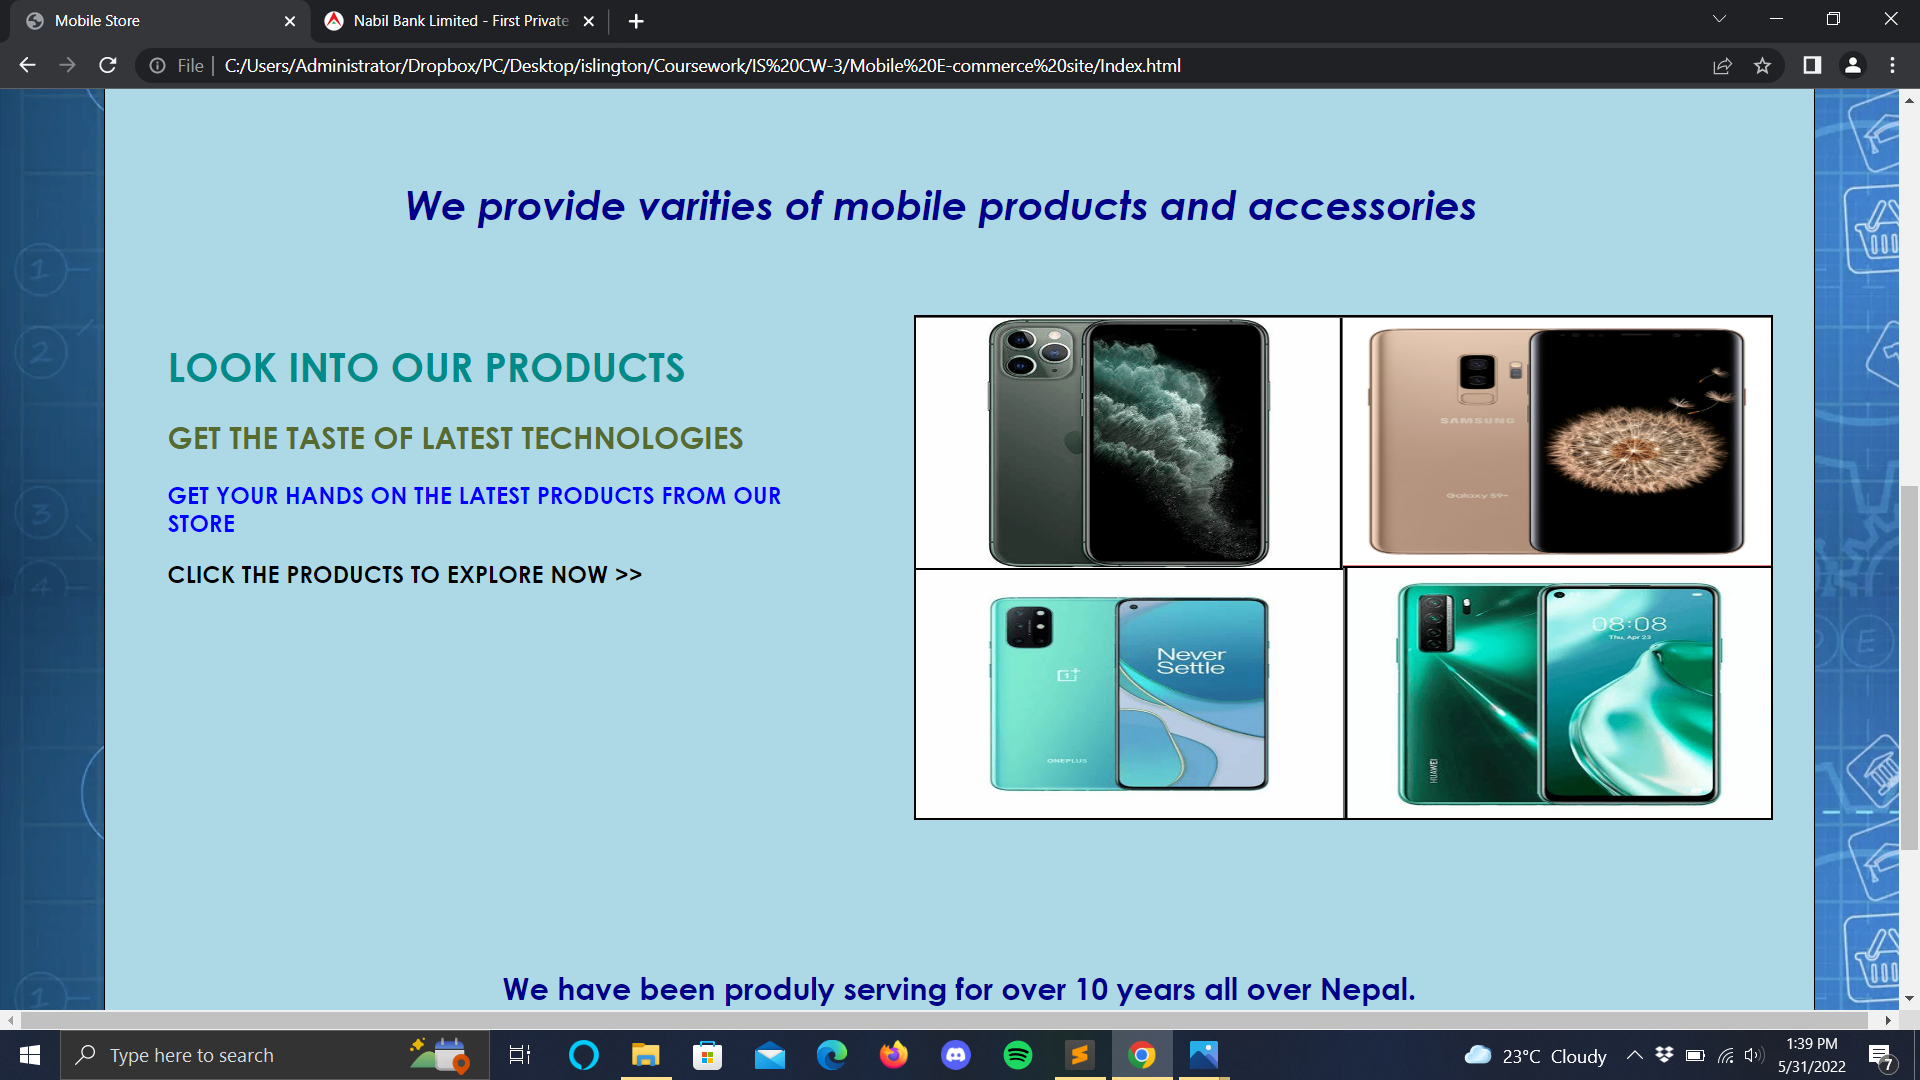 Mobile Store
Nabil Bank Limited - First Private
File
C:/Users/Administrator/Dropbox/PC/Desktop/islington/Coursework/IS%20CW-3/Mobile%20E-commerce%20site/Index.html
We provide varities of mobile products and accessories
LOOK INTO OUR PRODUCTS
GET THE TASTE OF LATEST TECHNOLOGIES
GET YOUR HANDS ON THE LATEST PRODUCTS FROM OUR
STORE
CLICK THE PRODUCTS TO EXPLORE NOW >>
SAMSUNG
Galaxy S9+
Never
Settle
ONEPLUS
08:08
Thu, Apr 23
HUAWEI
1
2
3
4
1
E
We have been produly serving for over 10 years all over Nepal.
Type here to search
23°C Cloudy
1:39 PM
5/31/2022
7